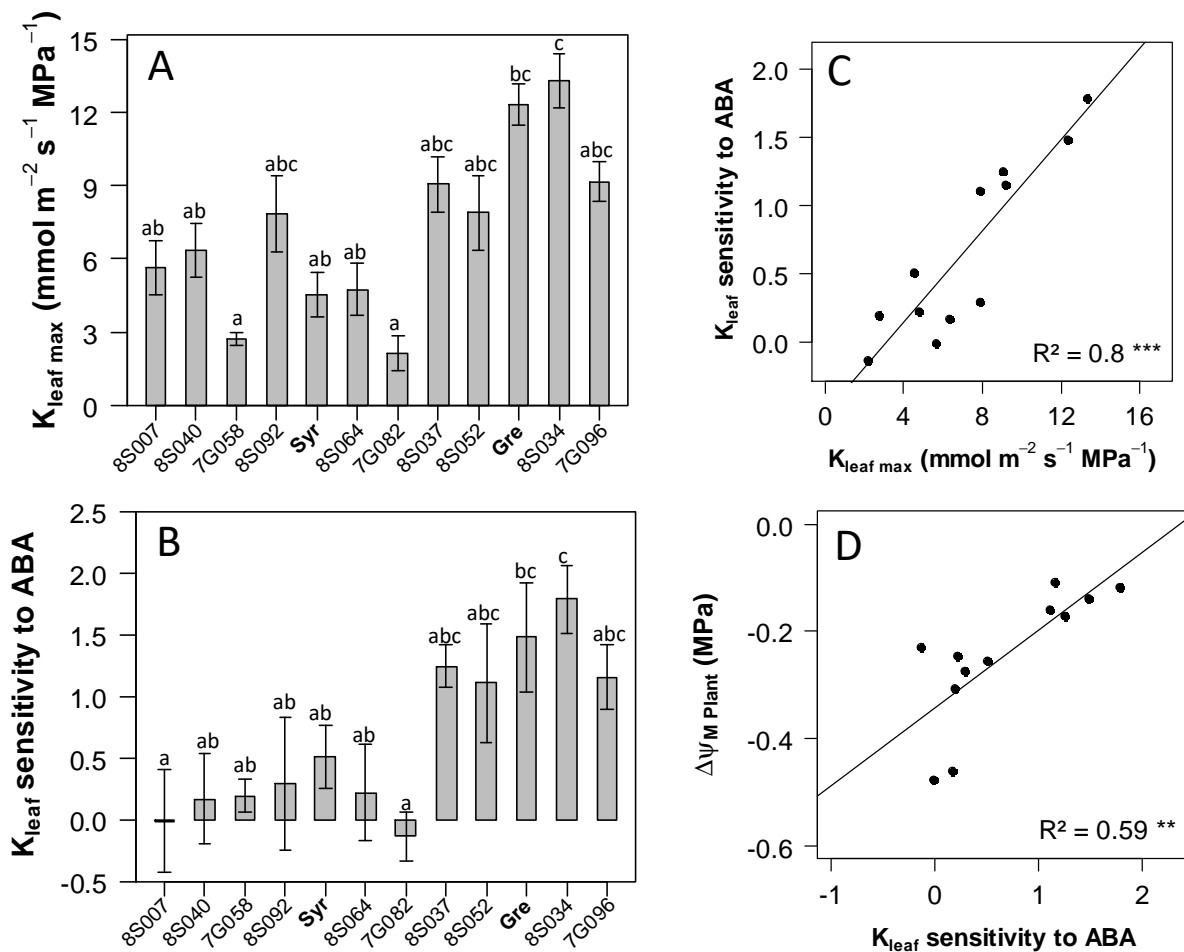 A
K_leaf max (mmol m⁻² s⁻¹ MPa⁻¹)
15
12
9
6
3
0
ab
ab
a
abc
ab
ab
a
abc
abc
bc
c
abc
8S007
8S040
7G058
8S092
Syr
8S064
7G082
8S037
8S052
Gre
8S034
7G096
B
K_leaf sensitivity to ABA
2.5
2.0
1.5
1.0
0.5
0.0
-0.5
a
ab
ab
ab
ab
ab
a
abc
abc
bc
c
abc
8S007
8S040
7G058
8S092
Syr
8S064
7G082
8S037
8S052
Gre
8S034
7G096
C
K_leaf sensitivity to ABA
2.0
1.5
1.0
0.5
0.0
R² = 0.8 ***
0
4
8
12
16
K_leaf max (mmol m⁻² s⁻¹ MPa⁻¹)
D
ΔΨ_M Plant (MPa)
0.0
-0.2
-0.4
-0.6
R² = 0.59 **
-1
0
1
2
K_leaf sensitivity to ABA